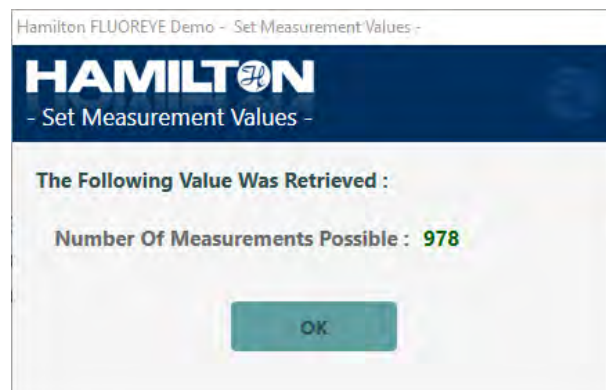 Hamilton FLUOREYE Demo - Set Measurement Values -
HAMILTON
- Set Measurement Values -
The Following Value Was Retrieved :
Number Of Measurements Possible : 978
OK